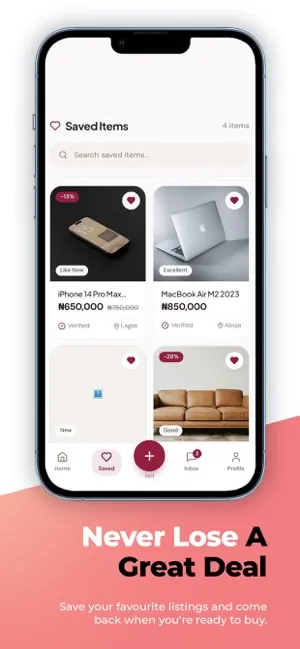 Saved Items
4 items
Search saved items...
-13%
Like New
Excellent
iPhone 14 Pro Max...
MacBook Air M2 2023
₦650,000 ₦750,000
₦850,000
Verified
Lagos
Verified
Abuja
-28%
New
Good
Home
Saved
Sell
Inbox
2
Profile
Never Lose A
Great Deal
Save your favourite listings and come
back when you're ready to buy.